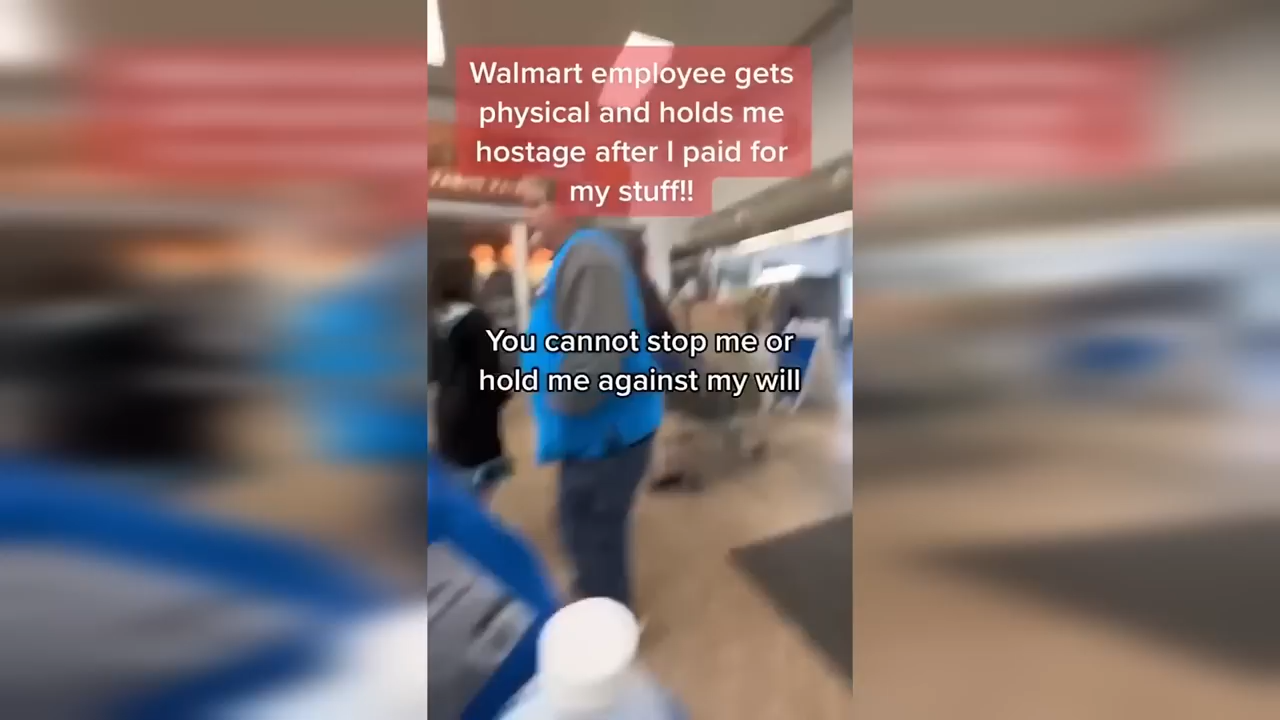 Walmart employee gets
physical and holds me
hostage after I paid for
my stuff!!
You cannot stop me or
hold me against my will